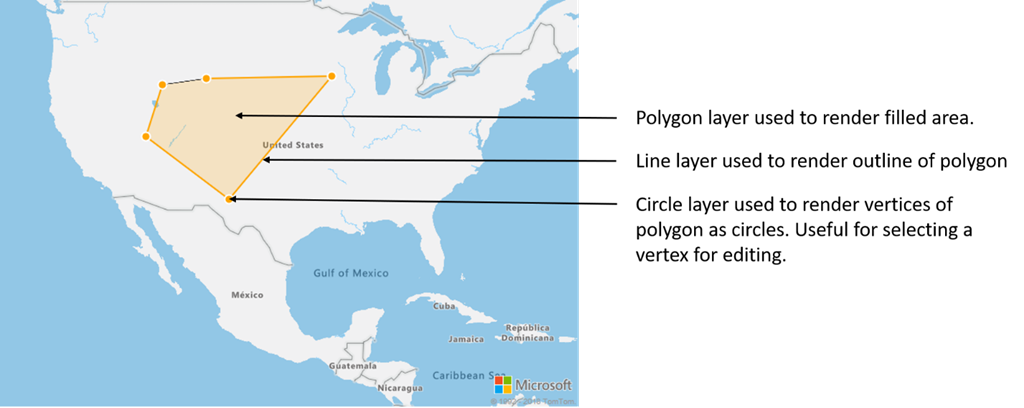 Polygon layer used to render filled area.
United States
Line layer used to render outline of polygon
Circle layer used to render vertices of
polygon as circles. Useful for selecting a
vertex for editing.
Gulf of Mexico
México
Cuba
República
Dominicana
Jamaica
Guatemala
Caribbean Sea
Nicaragua
Microsoft
TomTom